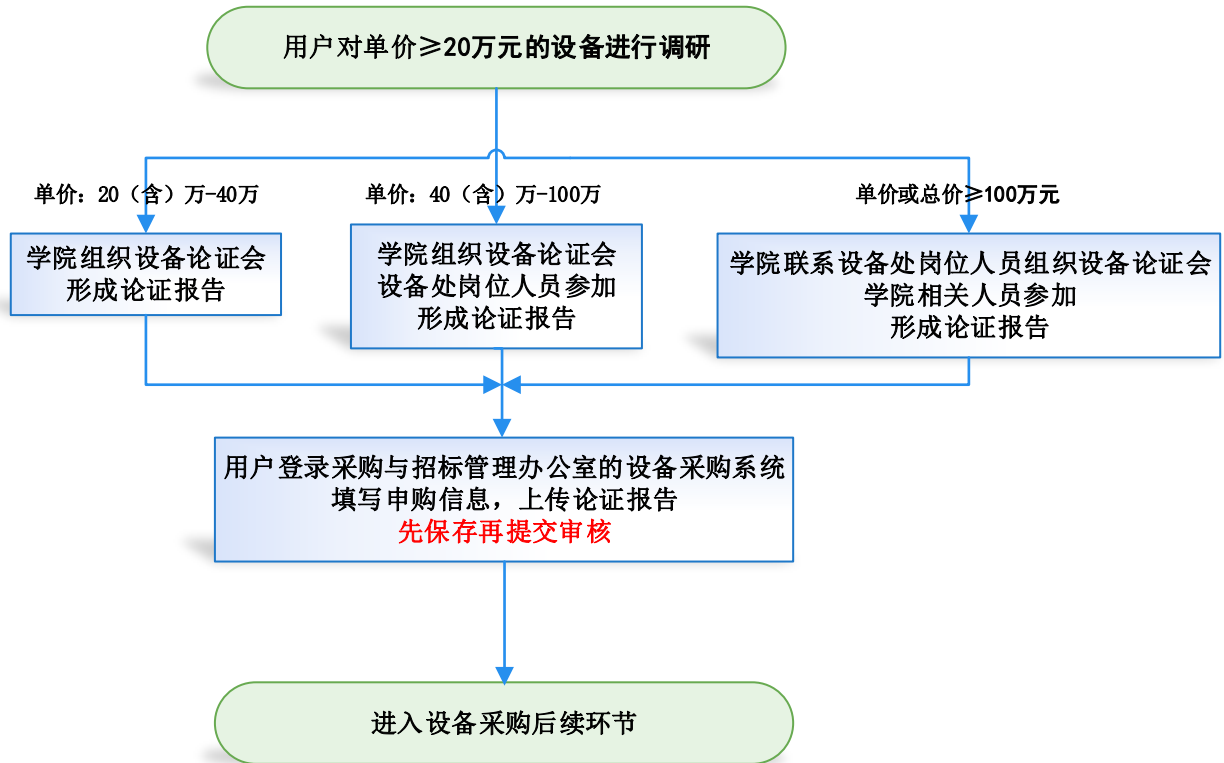 用户对单价≥20万元的设备进行调研
单价：20（含）万-40万
单价：40（含）万-100万
单价或总价≥100万元
学院组织设备论证会
形成论证报告
学院组织设备论证会
设备处岗位人员参加
形成论证报告
学院联系设备处岗位人员组织设备论证会
学院相关人员参加
形成论证报告
用户登录采购与招标管理办公室的设备采购系统
填写申购信息，上传论证报告
先保存再提交审核
进入设备采购后续环节